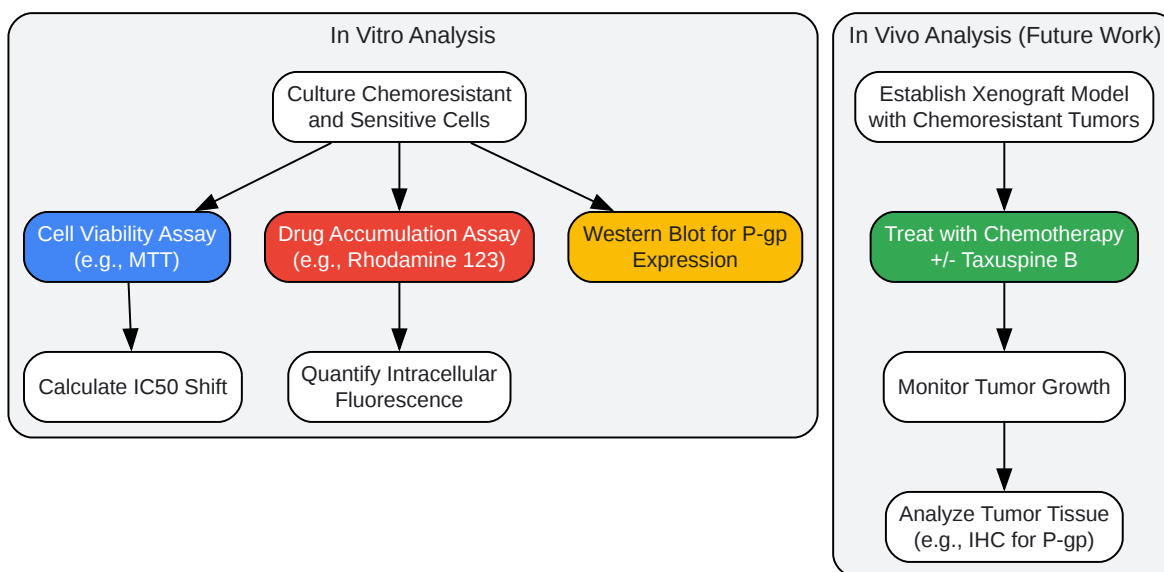 In Vitro Analysis
Culture Chemoresistant
and Sensitive Cells
Cell Viability Assay
(e.g., MTT)
Drug Accumulation Assay
(e.g., Rhodamine 123)
Western Blot for P-gp
Expression
Calculate IC50 Shift
Quantify Intracellular
Fluorescence
In Vivo Analysis (Future Work)
Establish Xenograft Model
with Chemoresistant Tumors
Treat with Chemotherapy
+/- Taxuspine B
Monitor Tumor Growth
Analyze Tumor Tissue
(e.g., IHC for P-gp)